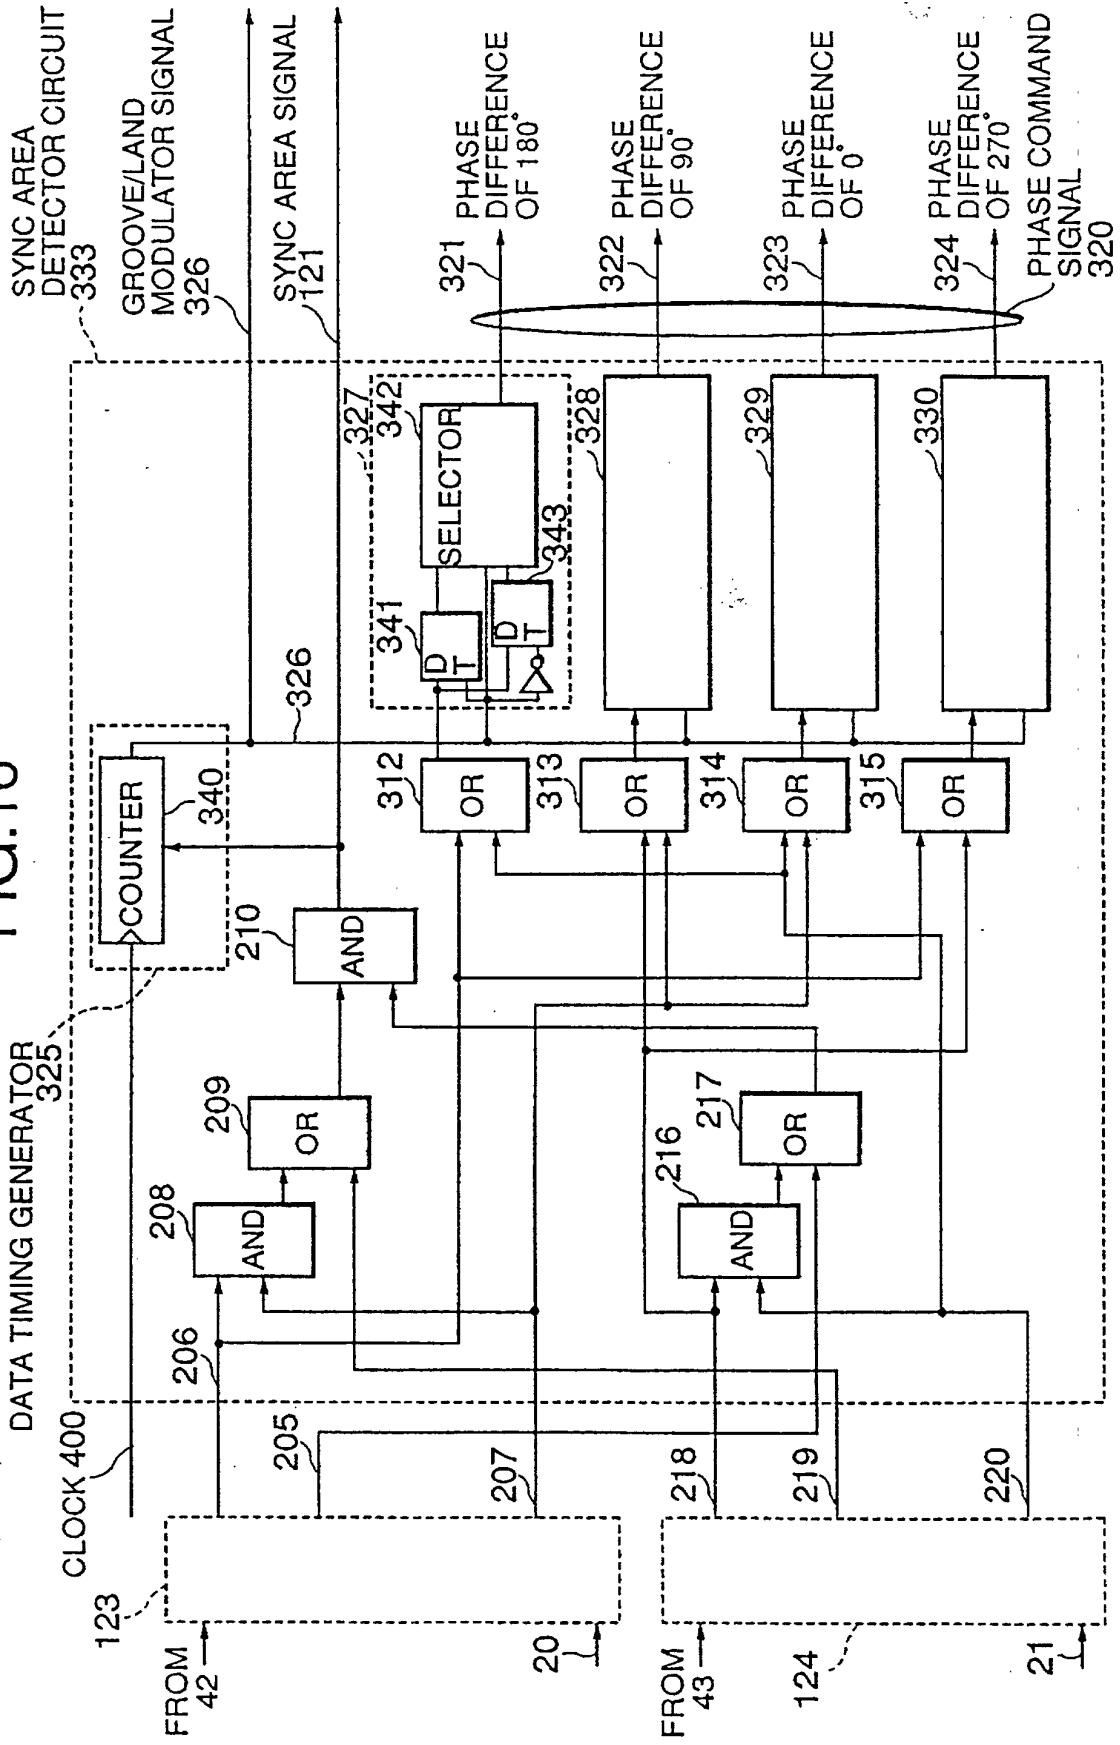 FIG.16
SYNC AREA
DETECTOR CIRCUIT
333
GROOVE/LAND
MODULATOR SIGNAL
326
SYNC AREA SIGNAL
121
DATA TIMING GENERATOR
325
CLOCK 400
COUNTER
340
326
327
341
D
T
SELECTOR
342
D
T
343
PHASE
DIFFERENCE
OF 180°
321
328
PHASE
DIFFERENCE
OF 90°
322
329
PHASE
DIFFERENCE
OF 0°
323
330
PHASE
DIFFERENCE
OF 270°
324
PHASE COMMAND
SIGNAL
320
312
OR
313
OR
314
OR
315
OR
210
AND
209
OR
208
AND
217
OR
216
AND
206
205
207
218
219
220
123
FROM
42
20
FROM
43
124
21